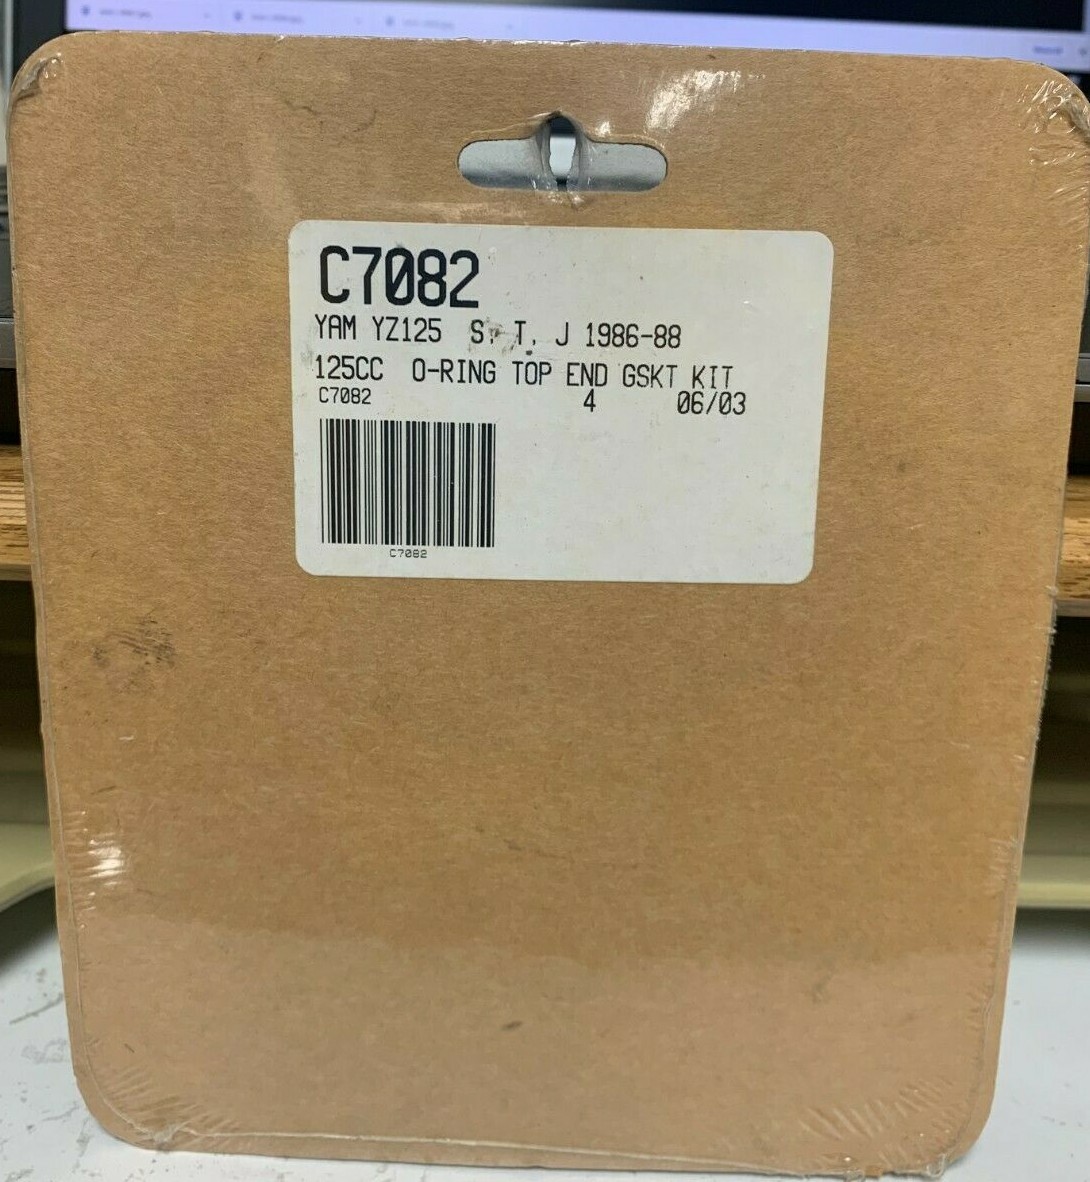 C7082
YAM YZ125 S, T, J 1986-88
125CC O-RING TOP END GSKT KIT
C7082 4 06/03
C7082